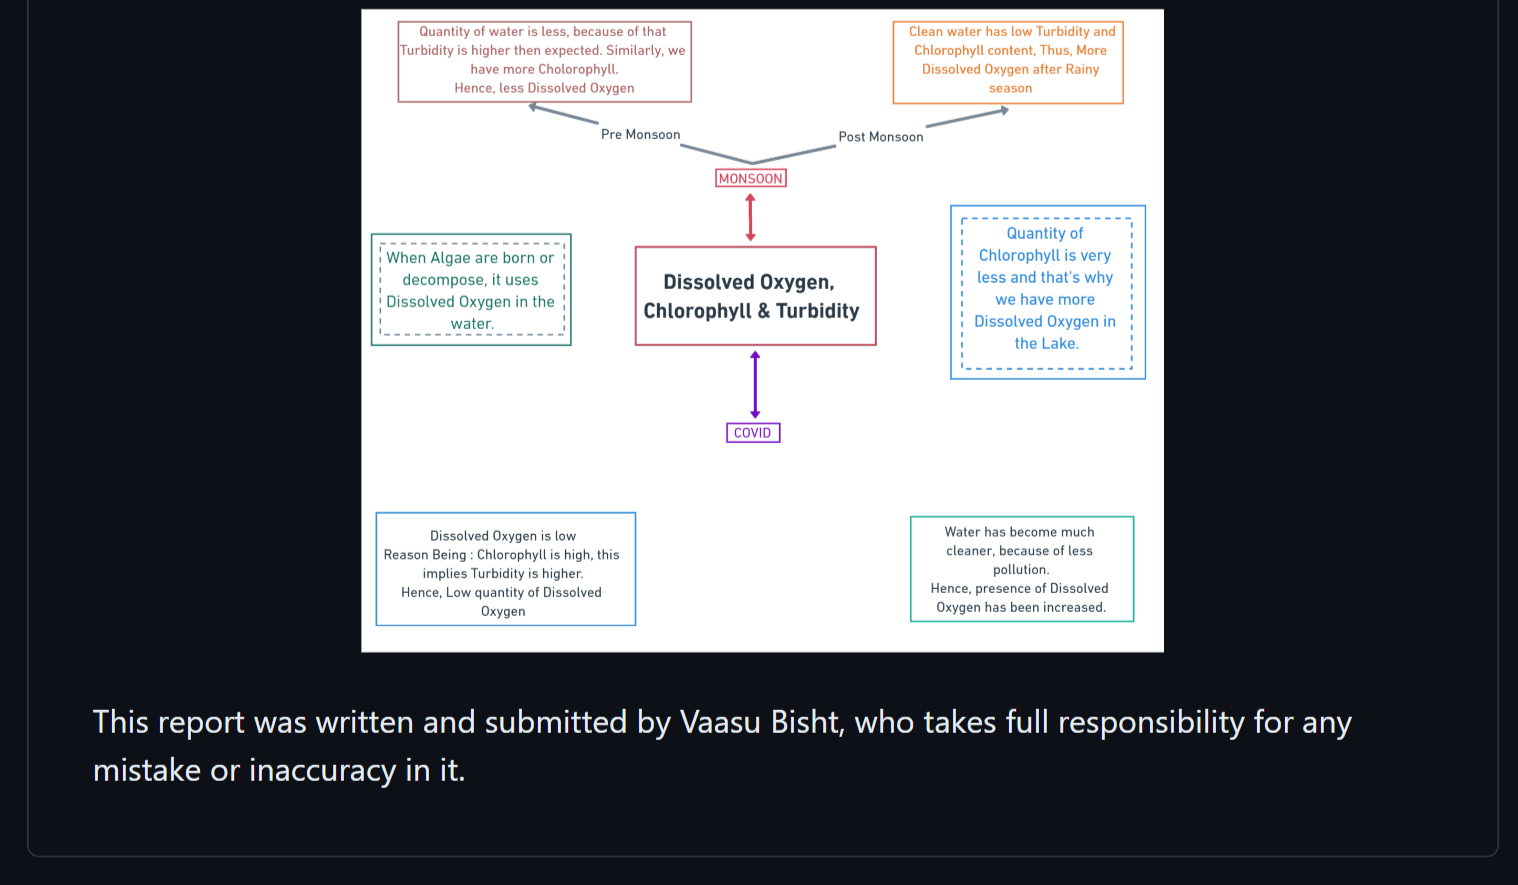 Quantity of water is less, because of that
Turbidity is higher then expected. Similarly, we
have more Cholorophyll.
Hence, less Dissolved Oxygen
Clean water has low Turbidity and
Chlorophyll content, Thus, More
Dissolved Oxygen after Rainy
season
Pre Monsoon
Post Monsoon
MONSOON
When Algae are born or
decompose, it uses
Dissolved Oxygen in the
water.
Dissolved Oxygen,
Chlorophyll & Turbidity
Quantity of
Chlorophyll is very
less and that's why
we have more
Dissolved Oxygen in
the Lake.
COVID
Dissolved Oxygen is low
Reason Being : Chlorophyll is high, this
implies Turbidity is higher.
Hence, Low quantity of Dissolved
Oxygen
Water has become much
cleaner, because of less
pollution.
Hence, presence of Dissolved
Oxygen has been increased.
This report was written and submitted by Vaasu Bisht, who takes full responsibility for any
mistake or inaccuracy in it.